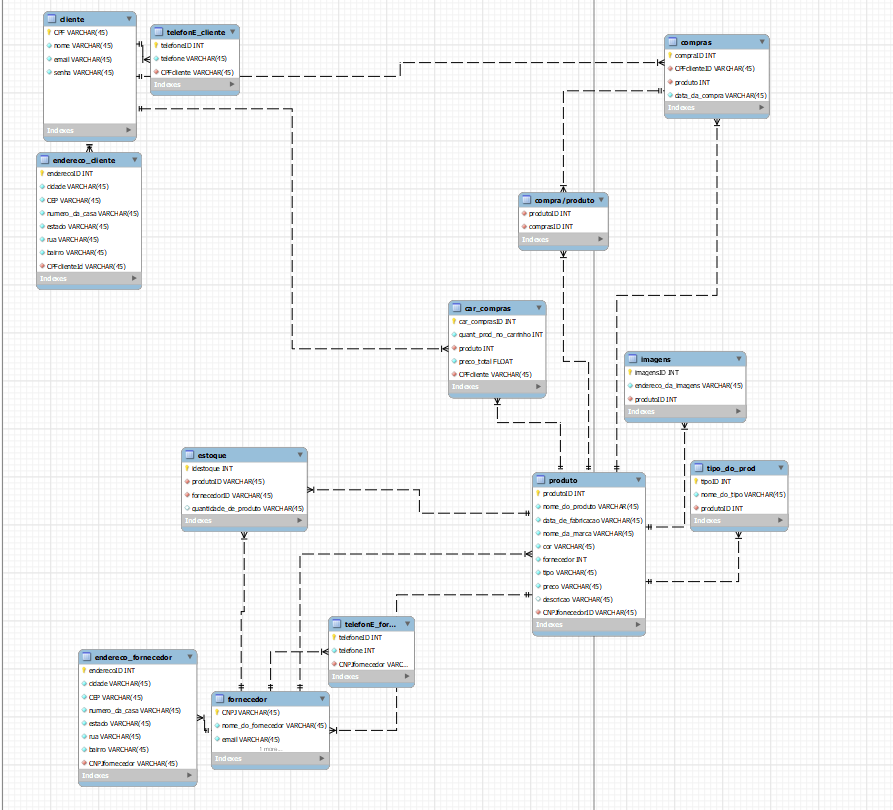 cliente
CPF VARCHAR(45)
nome VARCHAR(45)
email VARCHAR(45)
senha VARCHAR(45)
Indexes
telefonE_cliente
telefoneID INT
telefone VARCHAR(45)
CPFcliente VARCHAR(45)
Indexes
compras
compraID INT
CPFclienteID VARCHAR(45)
produto INT
data_da_compra VARCHAR(45)
Indexes
endereco_cliente
enderecoID INT
cidade VARCHAR(45)
CEP VARCHAR(45)
numero_da_casa VARCHAR(45)
estado VARCHAR(45)
rua VARCHAR(45)
bairro VARCHAR(45)
CPFclienteId VARCHAR(45)
Indexes
compra/produto
produtoID INT
comprasID INT
Indexes
car_compras
car_comprasID INT
quant_prod_no_carrinho INT
produto INT
preco_total FLOAT
CPFcliente VARCHAR(45)
Indexes
imagens
imagensID INT
endereco_da_imagens VARCHAR(45)
produtoID INT
Indexes
estoque
idestoque INT
produtoID VARCHAR(45)
fornecedorID VARCHAR(45)
quantidade_de_produto VARCHAR(45)
Indexes
produto
produtoID INT
nome_do_produto VARCHAR(45)
data_de_fabricacao VARCHAR(45)
nome_da_marca VARCHAR(45)
cor VARCHAR(45)
fornecedor INT
tipo VARCHAR(45)
preco VARCHAR(45)
descricao VARCHAR(45)
CNPJfonecedorID VARCHAR(45)
Indexes
tipo_do_prod
tipoID INT
nome_do_tipo VARCHAR(45)
produtoID INT
Indexes
telefonE_for...
telefoneID INT
telefone INT
CNPJfornecedor VARC...
Indexes
endereco_fornecedor
enderecoID INT
cidade VARCHAR(45)
CEP VARCHAR(45)
numero_da_casa VARCHAR(45)
estado VARCHAR(45)
rua VARCHAR(45)
bairro VARCHAR(45)
CNPJfornecedor VARCHAR(45)
Indexes
fornecedor
CNPJ VARCHAR(45)
nome_do_fornecedor VARCHAR(45)
email VARCHAR(45)
1 more...
Indexes